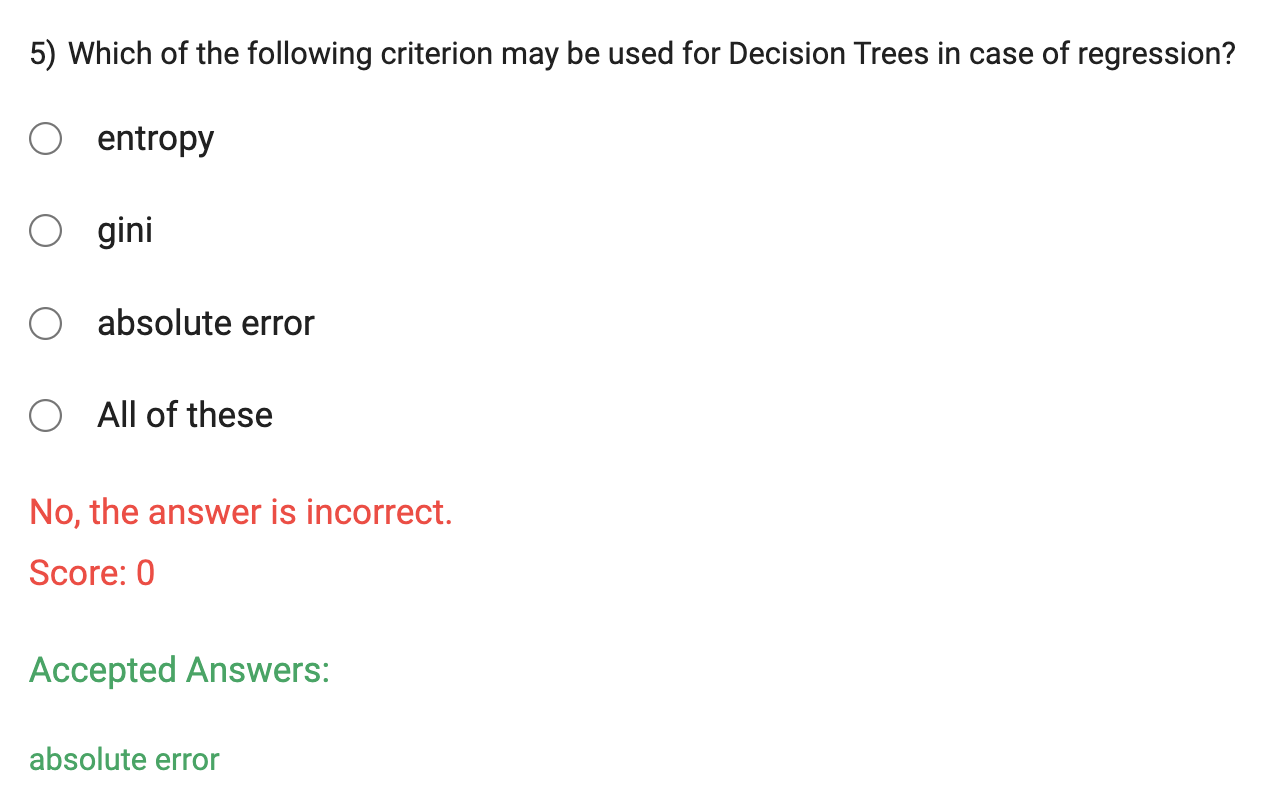 5) Which of the following criterion may be used for Decision Trees in case of regression?
entropy
gini
absolute error
All of these
No, the answer is incorrect.
Score: 0
Accepted Answers:
absolute error